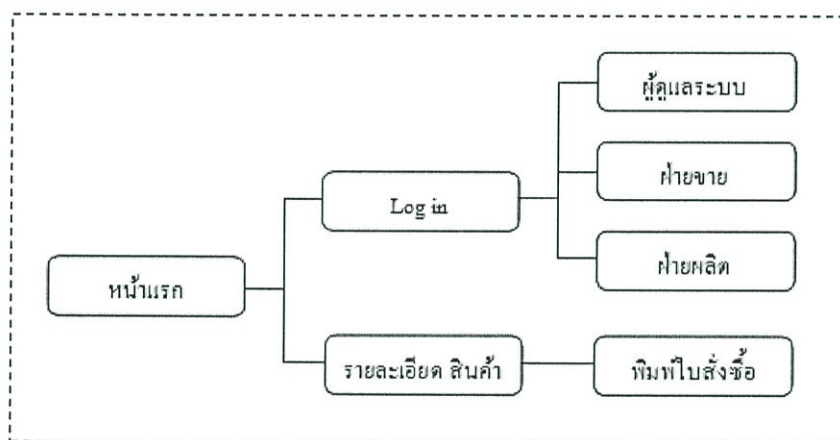 ผู้ดูแลระบบ
Log in
ฝ่ายขาย
ฝ่ายผลิต
หน้าแรก
รายละเอียด สินค้า
พิมพ์ใบสั่งซื้อ